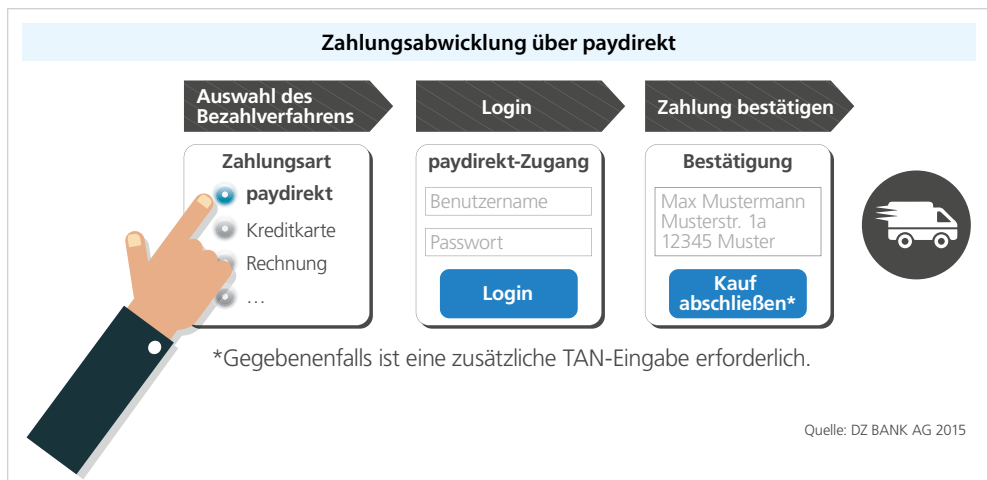 Zahlungsabwicklung über paydirekt
Auswahl des
Bezahlverfahrens
Login
Zahlung bestätigen
Zahlungsart
paydirekt
Kreditkarte
Rechnung
...
paydirekt-Zugang
Benutzername
Passwort
Login
Bestätigung
Max Mustermann
Musterstr. 1a
12345 Muster
Kauf
abschließen*
*Gegebenenfalls ist eine zusätzliche TAN-Eingabe erforderlich.
Quelle: DZ BANK AG 2015